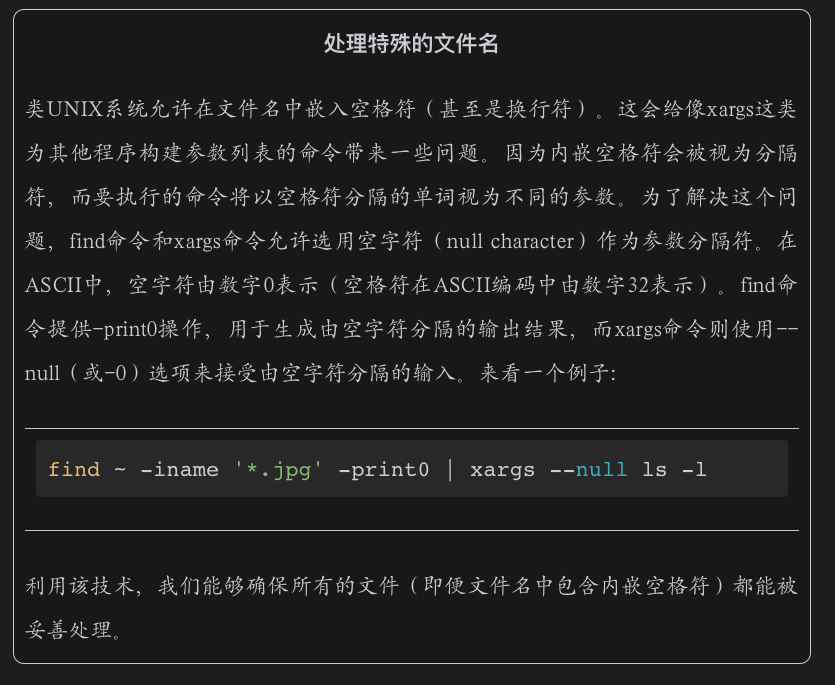 处理特殊的文件名
类UNIX系统允许在文件名中嵌入空格符（甚至是换行符）。这会给像xargs这类
为其他程序构建参数列表的命令带来一些问题。因为内嵌空格符会被视为分隔
符，而要执行的命令将以空格符分隔的单词视为不同的参数。为了解决这个问
题，find命令和xargs命令允许选用空字符（null character）作为参数分隔符。在
ASCII中，空字符由数字0表示（空格符在ASCII编码中由数字32表示）。find命
令提供-print0操作，用于生成由空字符分隔的输出结果，而xargs命令则使用--
null（或-0）选项来接受由空字符分隔的输入。来看一个例子:
find ~ -iname '*.jpg' -print0 | xargs --null ls -l
利用该技术，我们能够确保所有的文件（即便文件名中包含内嵌空格符）都能被
妥善处理。